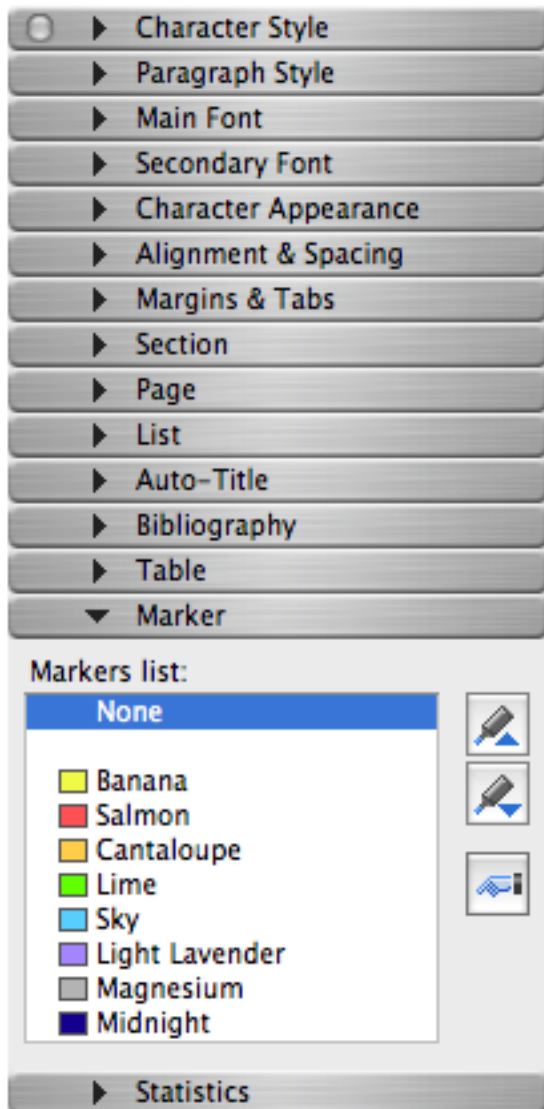 Character Style
Paragraph Style
Main Font
Secondary Font
Character Appearance
Alignment & Spacing
Margins & Tabs
Section
Page
List
Auto-Title
Bibliography
Table
Marker
Markers list:
None
Banana
Salmon
Cantaloupe
Lime
Sky
Light Lavender
Magnesium
Midnight
Statistics